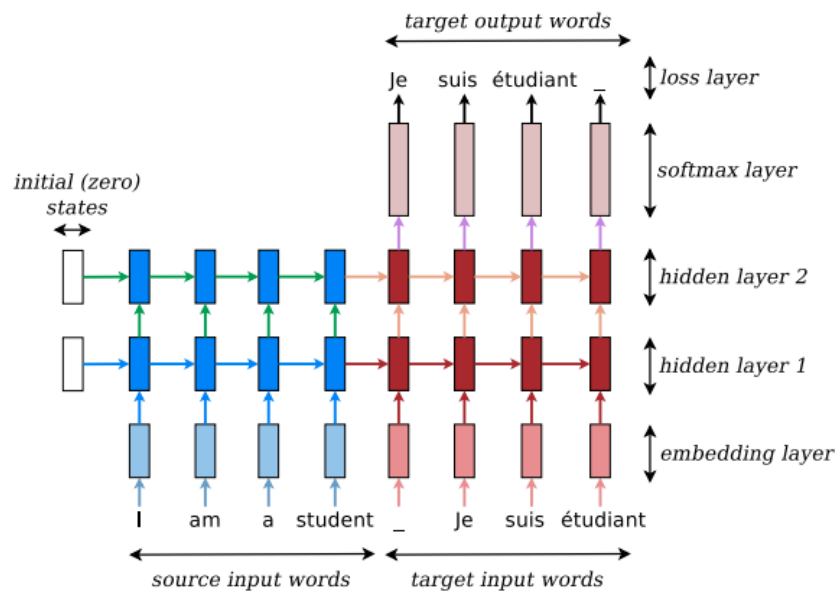 target output words
Je suis étudiant _
loss layer
softmax layer
initial (zero)
states
hidden layer 2
hidden layer 1
embedding layer
I am a student _ Je suis étudiant
source input words target input words